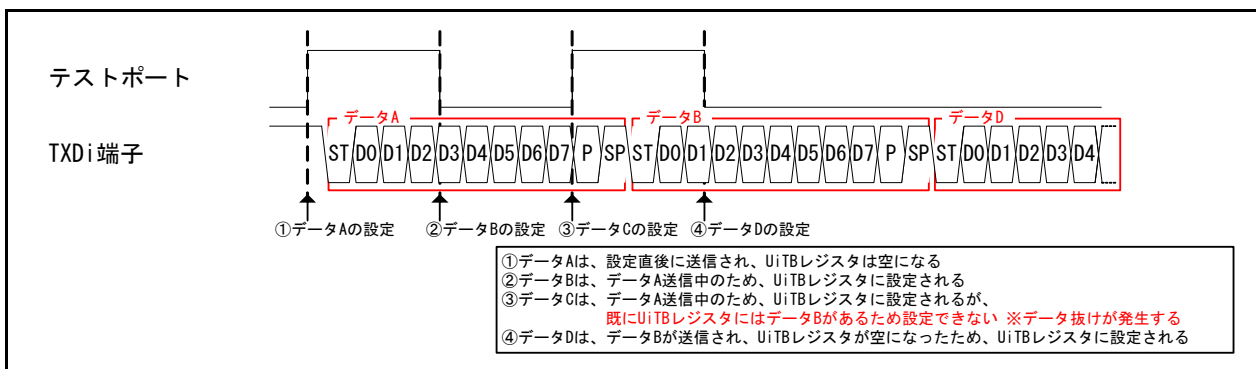 テストポート
データA
データB
データD
TXDi端子
ST D0 D1 D2 D3 D4 D5 D6 D7 P SP ST D0 D1 D2 D3 D4 D5 D6 D7 P SP ST D0 D1 D2 D3 D4
①データAの設定
②データBの設定
③データCの設定
④データDの設定
①データAは、設定直後に送信され、UiTBレジスタは空になる
②データBは、データA送信中のため、UiTBレジスタに設定される
③データCは、データA送信中のため、UiTBレジスタに設定されるが、
既にUiTBレジスタにはデータBがあるため設定できない ※データ抜けが発生する
④データDは、データBが送信され、UiTBレジスタが空になったため、UiTBレジスタに設定される